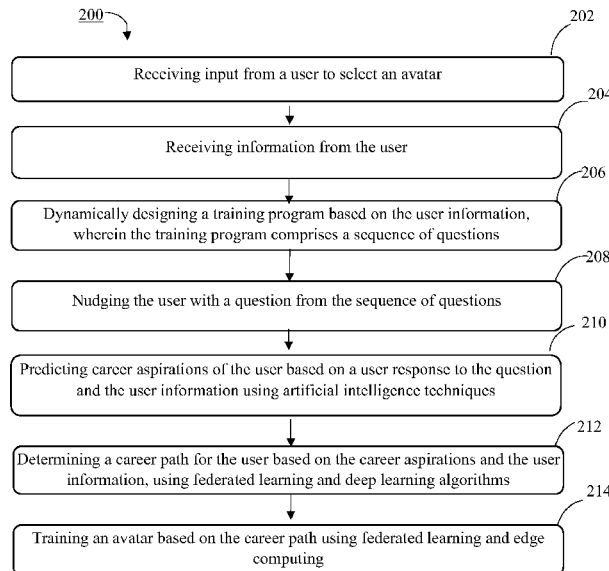 200
202
Receiving input from a user to select an avatar
204
Receiving information from the user
206
Dynamically designing a training program based on the user information,
wherein the training program comprises a sequence of questions
208
Nudging the user with a question from the sequence of questions
210
Predicting career aspirations of the user based on a user response to the question
and the user information using artificial intelligence techniques
212
Determining a career path for the user based on the career aspirations and the user
information, using federated learning and deep learning algorithms
214
Training an avatar based on the career path using federated learning and edge
computing